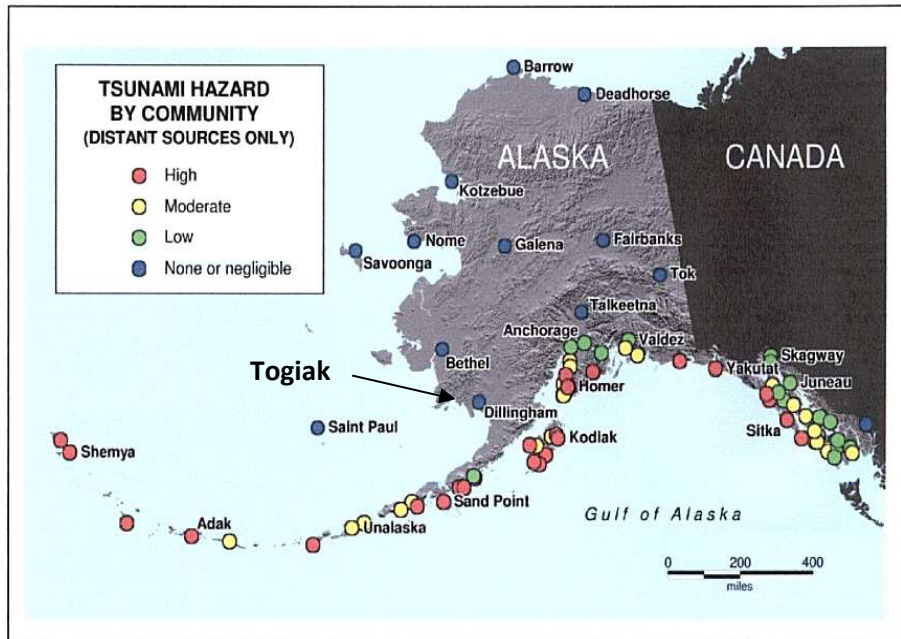 TSUNAMI HAZARD
BY COMMUNITY
(DISTANT SOURCES ONLY)
High
Moderate
Low
None or negligible
Barrow
Deadhorse
ALASKA
CANADA
Kotzebue
Nome
Galena
Fairbanks
Savoonga
Tok
Talkeetna
Anchorage
Valdez
Bethel
Togiak
Skagway
Yakutat
Juneau
Homer
Dillingham
Saint Paul
Kodiak
Sitka
Shemya
Sand Point
Gulf of Alaska
Adak
Unalaska
0 200 400
miles